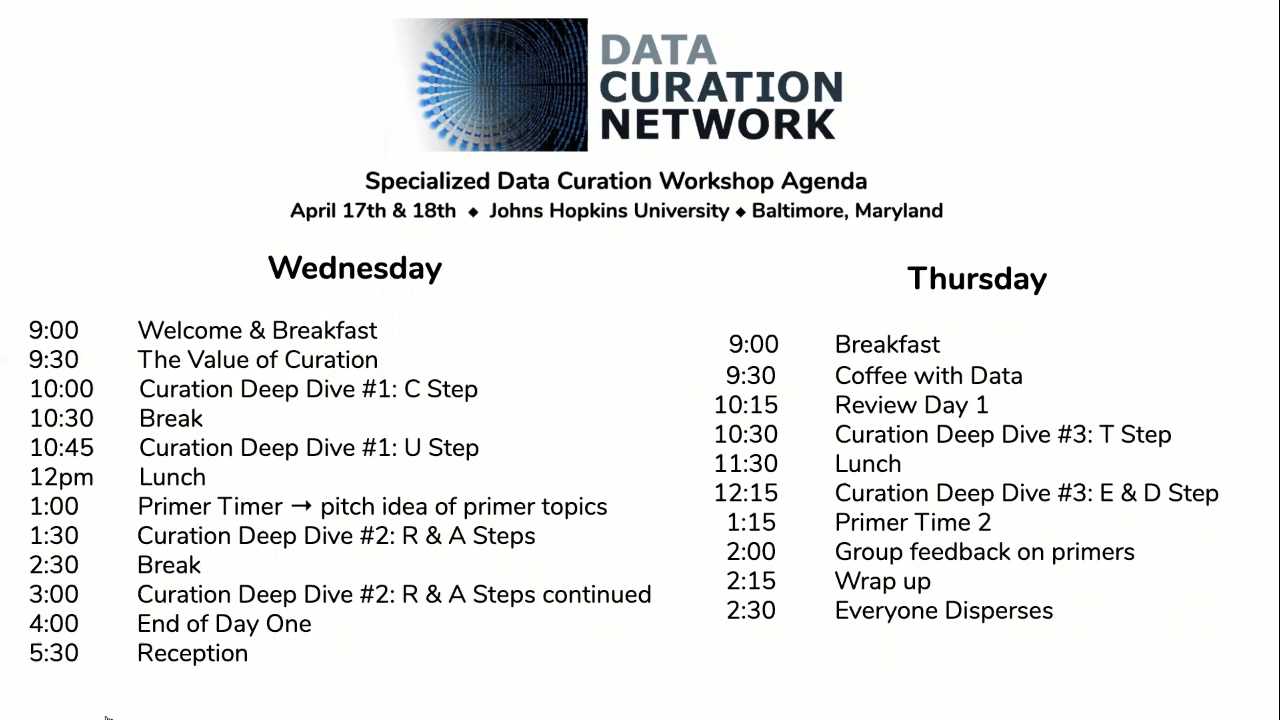 DATA
CURATION
NETWORK
Specialized Data Curation Workshop Agenda
April 17th & 18th ◆ Johns Hopkins University ◆ Baltimore, Maryland
Wednesday
9:00 Welcome & Breakfast
9:30 The Value of Curation
10:00 Curation Deep Dive #1: C Step
10:30 Break
10:45 Curation Deep Dive #1: U Step
12pm Lunch
1:00 Primer Timer → pitch idea of primer topics
1:30 Curation Deep Dive #2: R & A Steps
2:30 Break
3:00 Curation Deep Dive #2: R & A Steps continued
4:00 End of Day One
5:30 Reception
Thursday
9:00 Breakfast
9:30 Coffee with Data
10:15 Review Day 1
10:30 Curation Deep Dive #3: T Step
11:30 Lunch
12:15 Curation Deep Dive #3: E & D Step
1:15 Primer Time 2
2:00 Group feedback on primers
2:15 Wrap up
2:30 Everyone Disperses